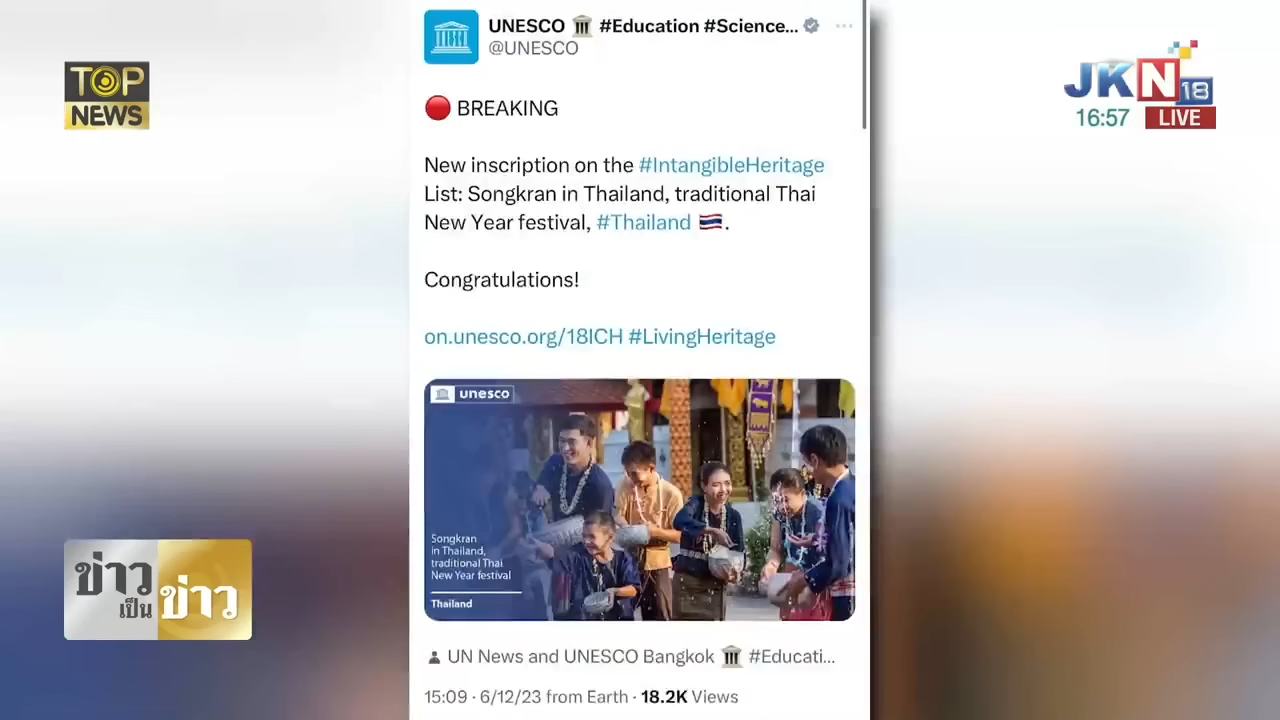 TOP
NEWS
JKN 18
16:57 LIVE
UNESCO 🏛️ #Education #Science...
@UNESCO
🔴 BREAKING
New inscription on the #IntangibleHeritage
List: Songkran in Thailand, traditional Thai
New Year festival, #Thailand 🇹🇭.
Congratulations!
on.unesco.org/18ICH #LivingHeritage
unesco
Songkran
in Thailand,
traditional Thai
New Year festival
Thailand
UN News and UNESCO Bangkok 🏛️ #Educati...
15:09 · 6/12/23 from Earth · 18.2K Views
ข่าว
เป็น
ข่าว